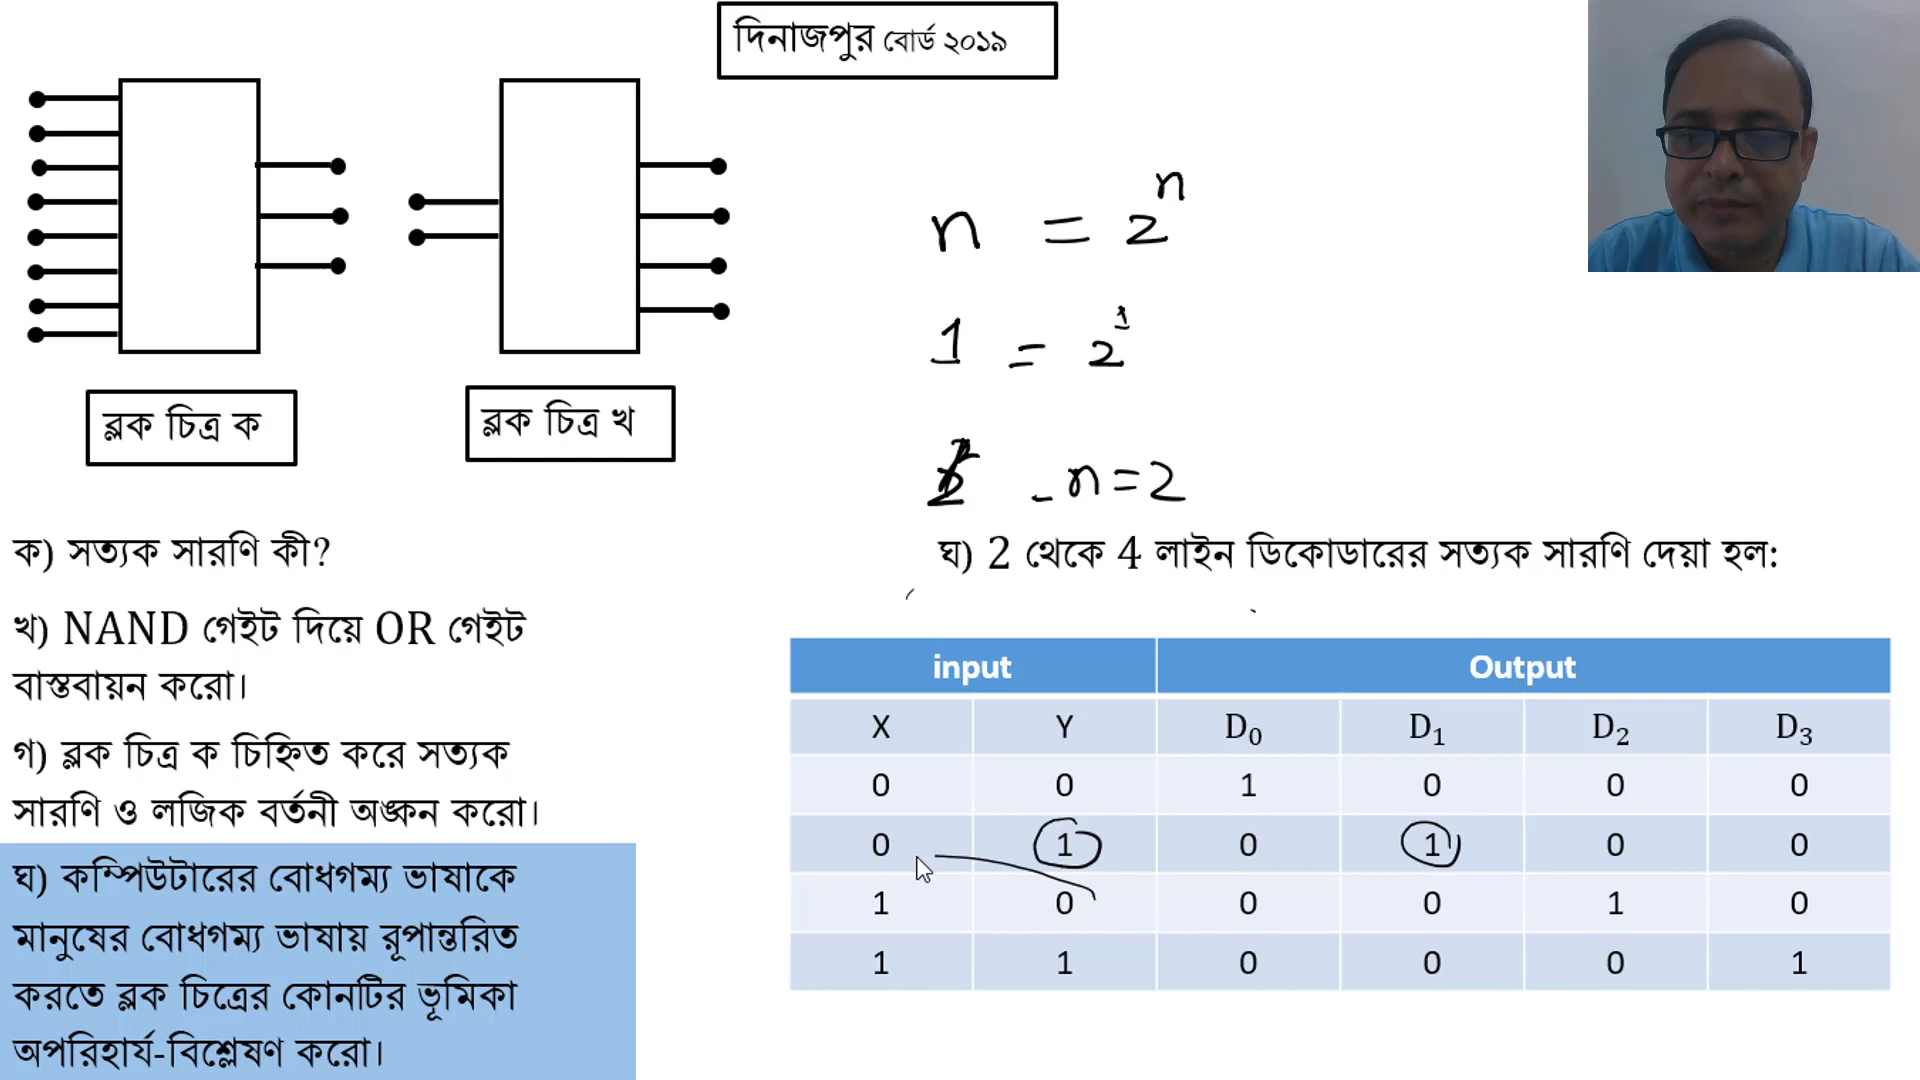 দিনাজপুর বোর্ড ২০১৯
ব্লক চিত্র ক
ব্লক চিত্র খ
n = 2^n
1 = 2^1
n = 2
ক) সত্যক সারণি কী?
খ) NAND গেইট দিয়ে OR গেইট
বাস্তবায়ন করো।
গ) ব্লক চিত্র ক চিহ্নিত করে সত্যক
সারণি ও লজিক বর্তনী অঙ্কন করো।
ঘ) কম্পিউটারের বোধগম্য ভাষাকে
মানুষের বোধগম্য ভাষায় রূপান্তরিত
করতে ব্লক চিত্রের কোনটির ভূমিকা
অপরিহার্য-বিশ্লেষণ করো।
ঘ) 2 থেকে 4 লাইন ডিকোডারের সত্যক সারণি দেয়া হল:
input Output
X Y D₀ D₁ D₂ D₃
0 0 1 0 0 0
0 1 0 1 0 0
1 0 0 0 1 0
1 1 0 0 0 1